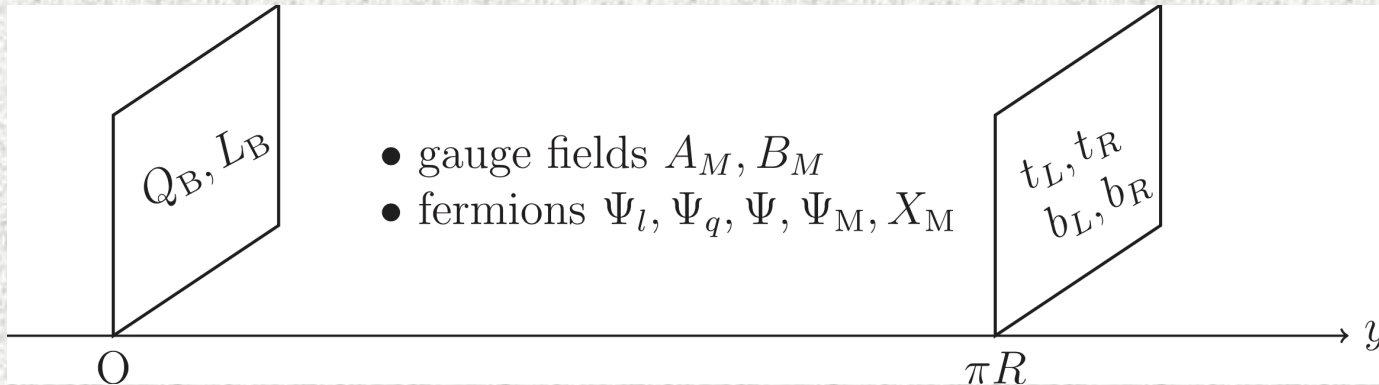 Q_B, L_B
• gauge fields A_M, B_M
• fermions Ψ_l, Ψ_q, Ψ, Ψ_M, X_M
t_L, t_R
b_L, b_R
O
πR
y